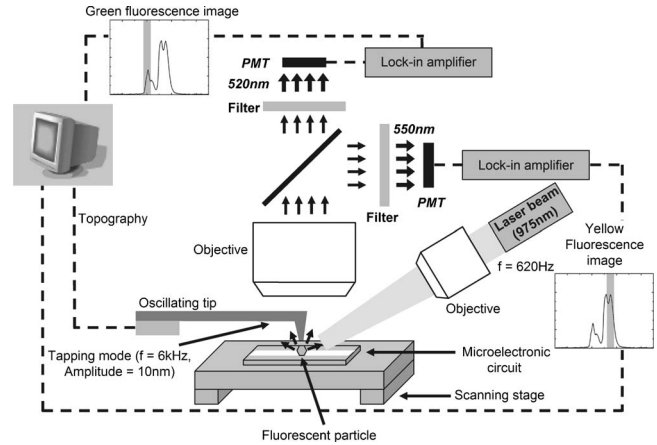 Green fluorescence image
PMT
Lock-in amplifier
520nm
Filter
550nm
Lock-in amplifier
PMT
Filter
Topography
Objective
Laser beam
(975nm)
Yellow
Fluorescence
image
f = 620Hz
Objective
Oscillating tip
Tapping mode (f = 6kHz,
Amplitude = 10nm)
Microelectronic
circuit
Scanning stage
Fluorescent particle